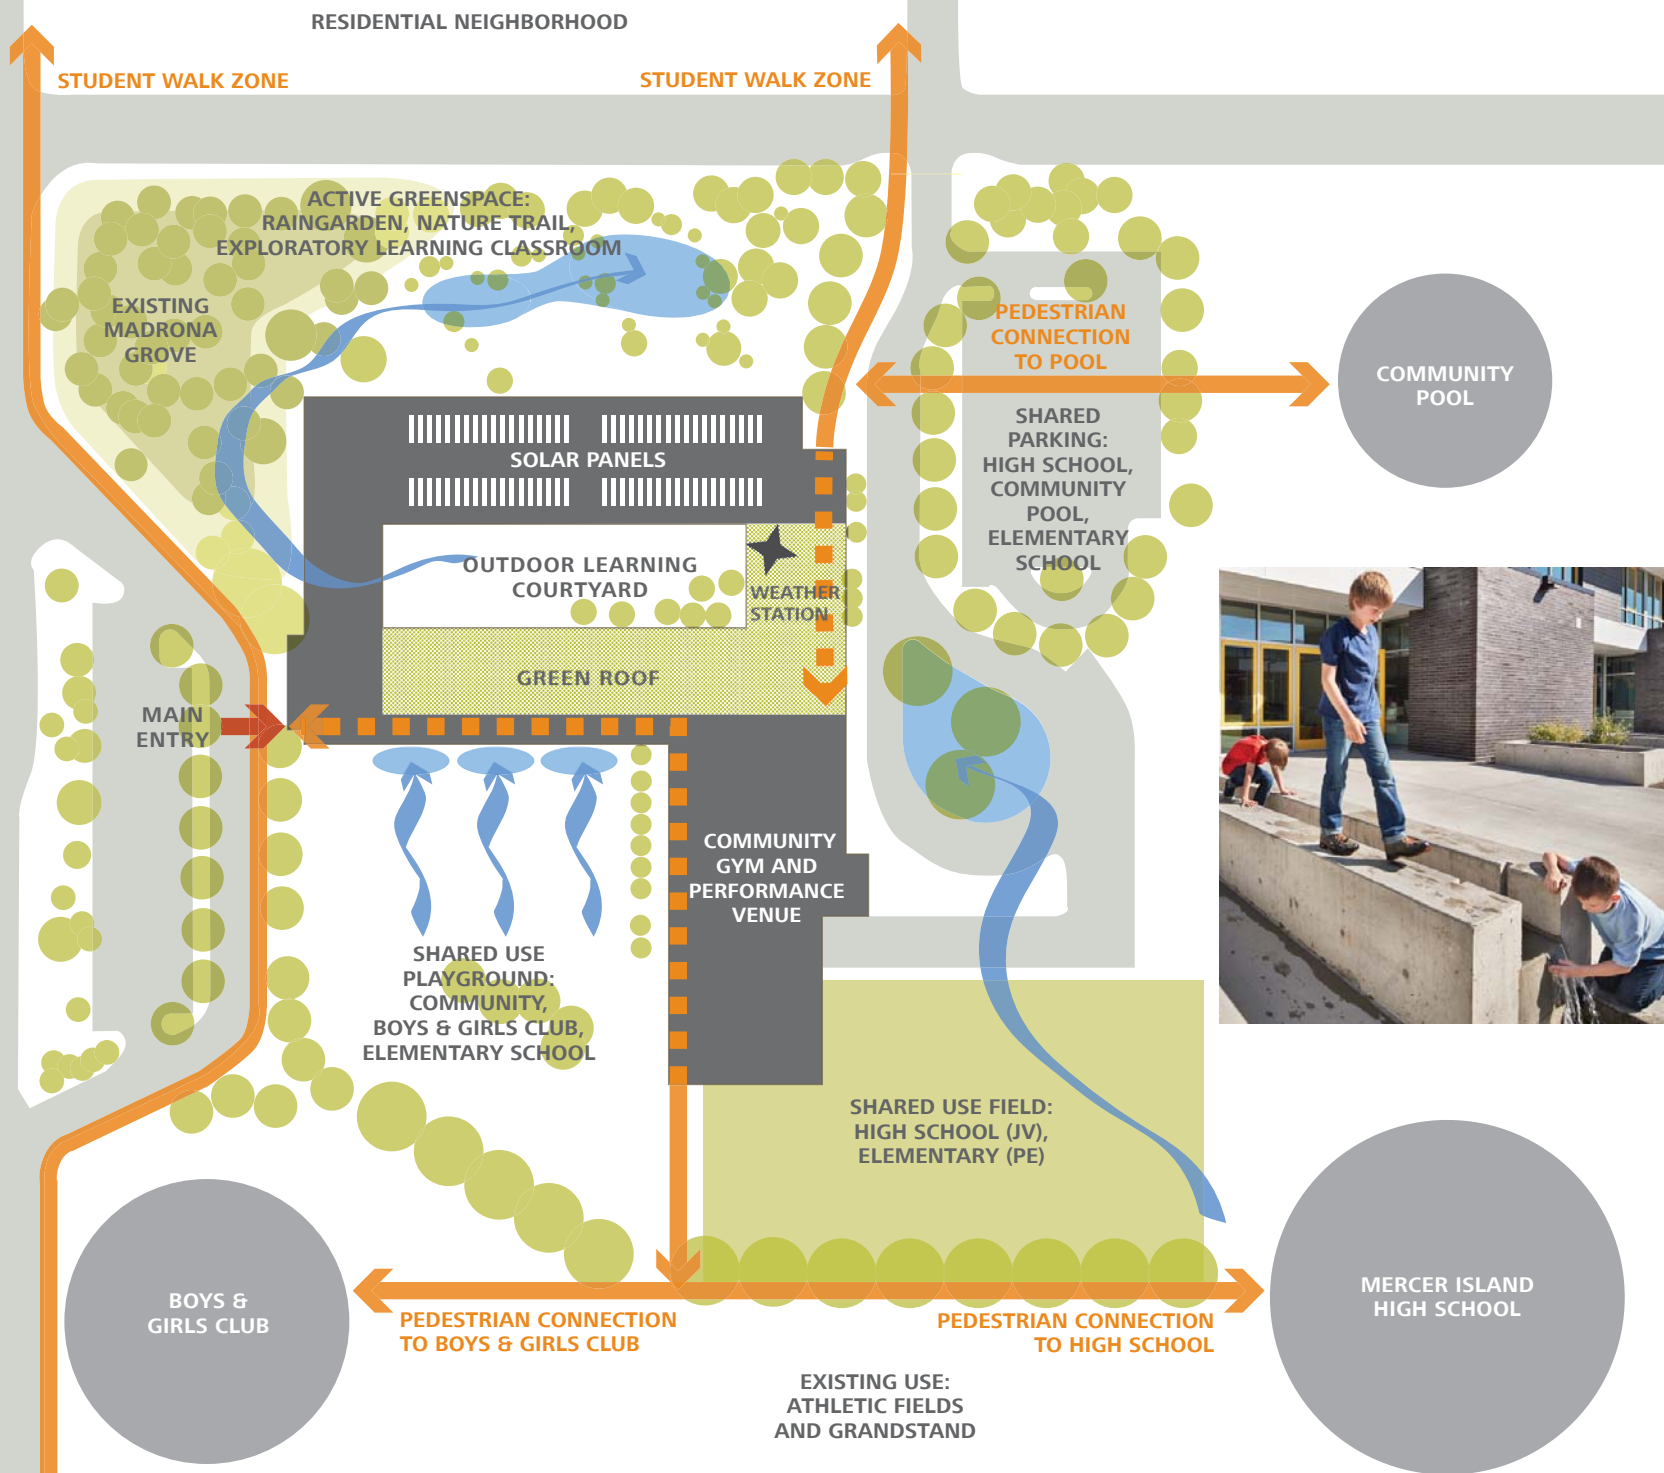 RESIDENTIAL NEIGHBORHOOD
STUDENT WALK ZONE
STUDENT WALK ZONE
ACTIVE GREENSPACE:
RAINGARDEN, NATURE TRAIL,
EXPLORATORY LEARNING CLASSROOM
EXISTING
MADRONA
GROVE
PEDESTRIAN
CONNECTION
TO POOL
COMMUNITY
POOL
SHARED
PARKING:
HIGH SCHOOL,
COMMUNITY
POOL,
ELEMENTARY
SCHOOL
SOLAR PANELS
OUTDOOR LEARNING
COURTYARD
WEATHER
STATION
GREEN ROOF
MAIN
ENTRY
COMMUNITY
GYM AND
PERFORMANCE
VENUE
SHARED USE
PLAYGROUND:
COMMUNITY,
BOYS & GIRLS CLUB,
ELEMENTARY SCHOOL
SHARED USE FIELD:
HIGH SCHOOL (JV),
ELEMENTARY (PE)
BOYS &
GIRLS CLUB
MERCER ISLAND
HIGH SCHOOL
PEDESTRIAN CONNECTION
TO BOYS & GIRLS CLUB
PEDESTRIAN CONNECTION
TO HIGH SCHOOL
EXISTING USE:
ATHLETIC FIELDS
AND GRANDSTAND